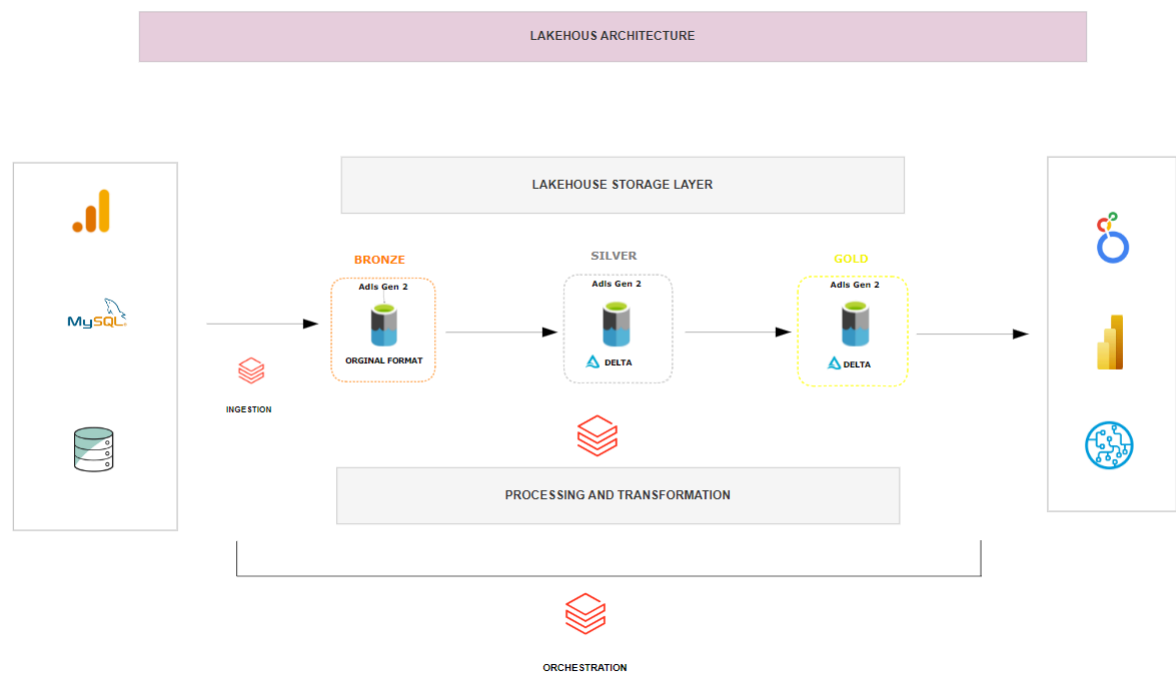 LAKEHOUS ARCHITECTURE
LAKEHOUSE STORAGE LAYER
BRONZE
SILVER
GOLD
Adls Gen 2
Adls Gen 2
Adls Gen 2
MySQL
ORGINAL FORMAT
DELTA
DELTA
INGESTION
PROCESSING AND TRANSFORMATION
ORCHESTRATION